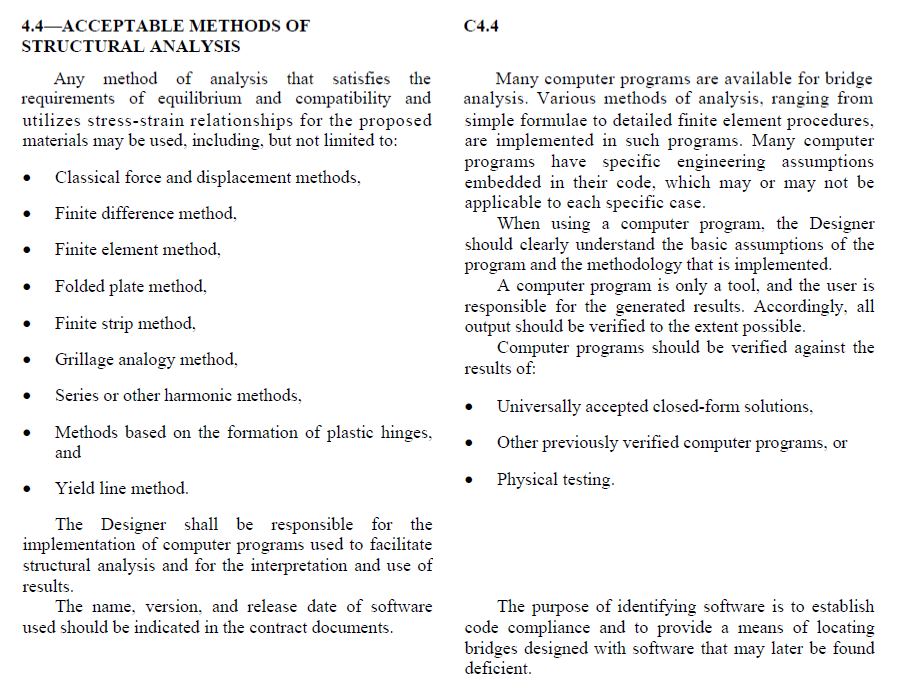 4.4—ACCEPTABLE METHODS OF
STRUCTURAL ANALYSIS
Any method of analysis that satisfies the
requirements of equilibrium and compatibility and
utilizes stress-strain relationships for the proposed
materials may be used, including, but not limited to:
• Classical force and displacement methods,
• Finite difference method,
• Finite element method,
• Folded plate method,
• Finite strip method,
• Grillage analogy method,
• Series or other harmonic methods,
• Methods based on the formation of plastic hinges,
and
• Yield line method.
The Designer shall be responsible for the
implementation of computer programs used to facilitate
structural analysis and for the interpretation and use of
results.
The name, version, and release date of software
used should be indicated in the contract documents.
C4.4
Many computer programs are available for bridge
analysis. Various methods of analysis, ranging from
simple formulae to detailed finite element procedures,
are implemented in such programs. Many computer
programs have specific engineering assumptions
embedded in their code, which may or may not be
applicable to each specific case.
When using a computer program, the Designer
should clearly understand the basic assumptions of the
program and the methodology that is implemented.
A computer program is only a tool, and the user is
responsible for the generated results. Accordingly, all
output should be verified to the extent possible.
Computer programs should be verified against the
results of:
• Universally accepted closed-form solutions,
• Other previously verified computer programs, or
• Physical testing.
The purpose of identifying software is to establish
code compliance and to provide a means of locating
bridges designed with software that may later be found
deficient.